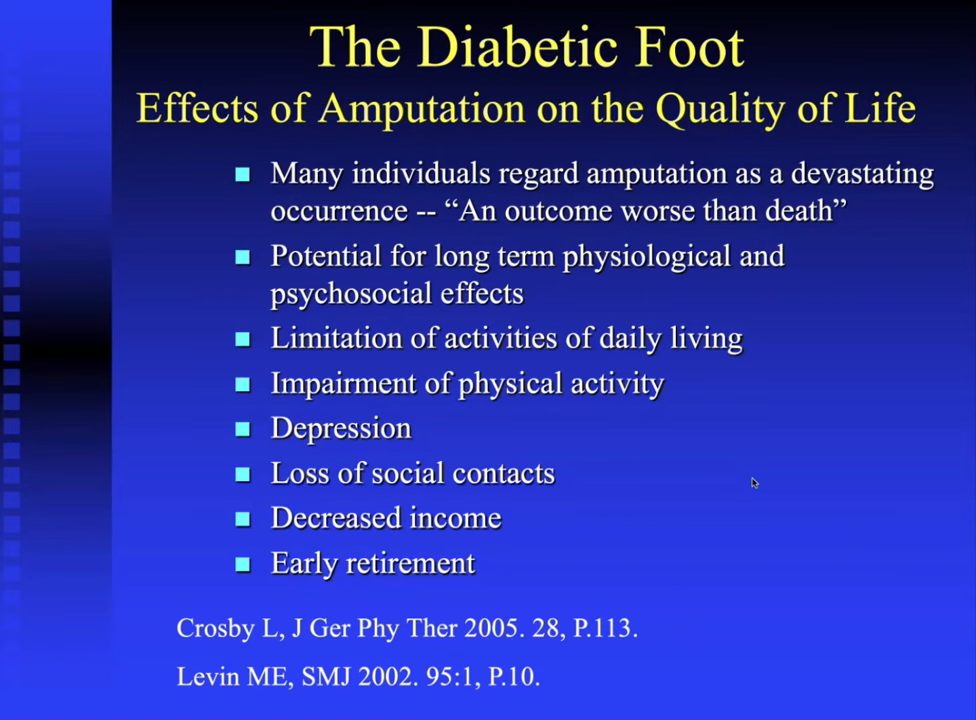 The Diabetic Foot
Effects of Amputation on the Quality of Life
Many individuals regard amputation as a devastating
occurrence -- “An outcome worse than death”
Potential for long term physiological and
psychosocial effects
Limitation of activities of daily living
Impairment of physical activity
Depression
Loss of social contacts
Decreased income
Early retirement
Crosby L, J Ger Phy Ther 2005. 28, P.113.
Levin ME, SMJ 2002. 95:1, P.10.